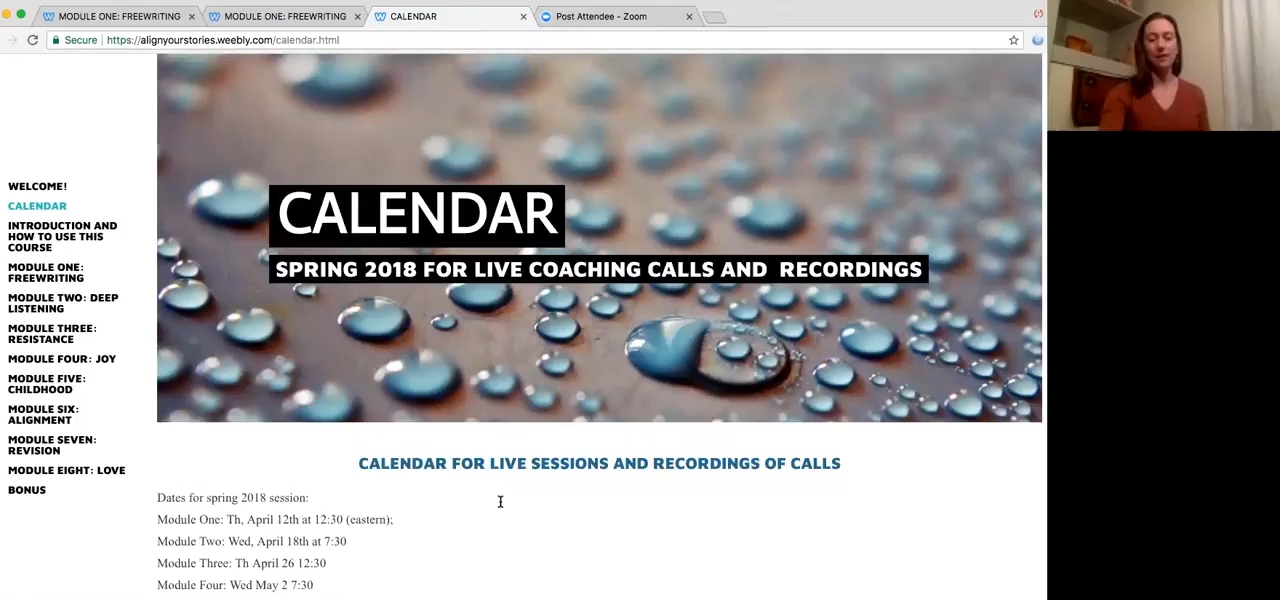 MODULE ONE: FREEWRITING
MODULE ONE: FREEWRITING
CALENDAR
Post Attendee - Zoom
Secure
https://alignyourstories.weebly.com/calendar.html
WELCOME!
CALENDAR
INTRODUCTION AND
HOW TO USE THIS
COURSE
MODULE ONE:
FREEWRITING
MODULE TWO: DEEP
LISTENING
MODULE THREE:
RESISTANCE
MODULE FOUR: JOY
MODULE FIVE:
CHILDHOOD
MODULE SIX:
ALIGNMENT
MODULE SEVEN:
REVISION
MODULE EIGHT: LOVE
BONUS
CALENDAR
SPRING 2018 FOR LIVE COACHING CALLS AND RECORDINGS
CALENDAR FOR LIVE SESSIONS AND RECORDINGS OF CALLS
Dates for spring 2018 session:
Module One: Th, April 12th at 12:30 (eastern);
Module Two: Wed, April 18th at 7:30
Module Three: Th April 26 12:30
Module Four: Wed May 2 7:30